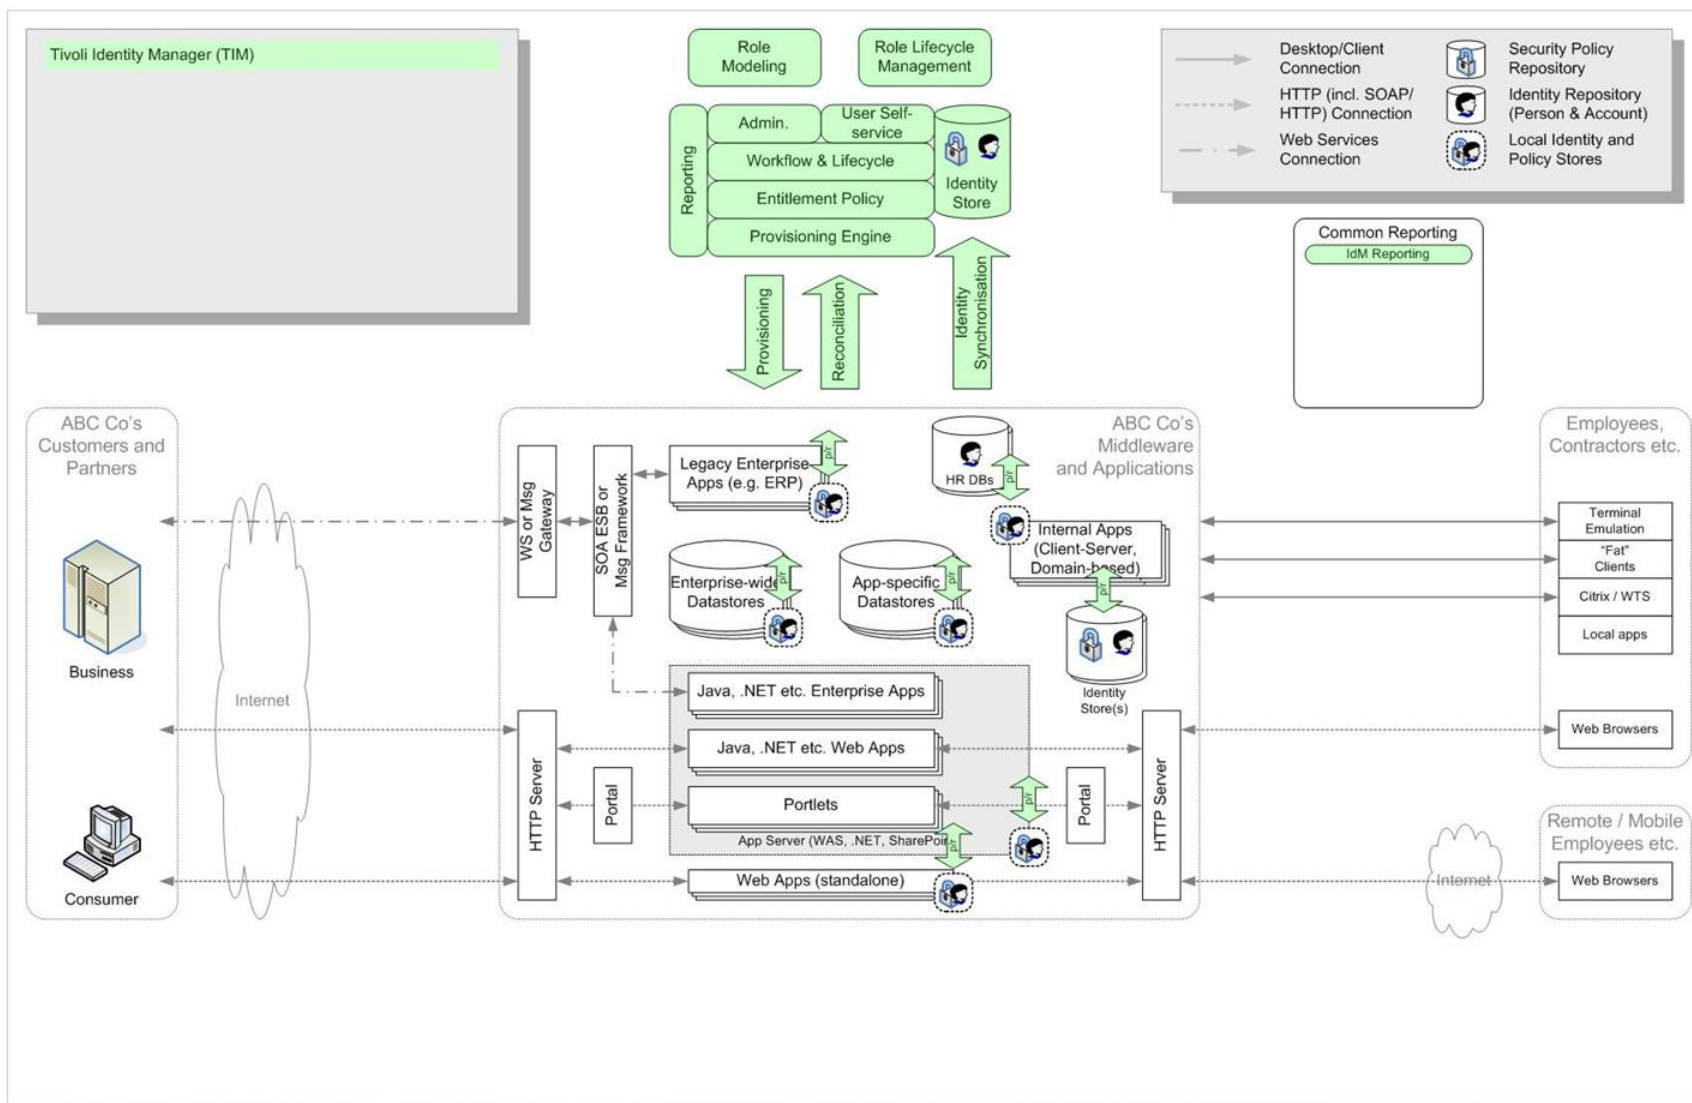 Tivoli Identity Manager (TIM)
Role
Modeling
Role Lifecycle
Management
Reporting
Admin.
User Self-
service
Workflow & Lifecycle
Entitlement Policy
Provisioning Engine
Identity
Store
Provisioning
Reconciliation
Identity
Synchronisation
Desktop/Client
Connection
HTTP (incl. SOAP/
HTTP) Connection
Web Services
Connection
Security Policy
Repository
Identity Repository
(Person & Account)
Local Identity and
Policy Stores
Common Reporting
IdM Reporting
ABC Co's
Customers and
Partners
Business
Consumer
Internet
ABC Co's
Middleware
and Applications
WS or Msg
Gateway
SOA ESB or
Msg Framework
Legacy Enterprise
Apps (e.g. ERP)
p/r
HR DBs
p/r
Internal Apps
(Client-Server,
Domain-based)
p/r
Enterprise-wide
Datastores
p/r
App-specific
Datastores
p/r
Identity
Store(s)
Java, .NET etc. Enterprise Apps
Java, .NET etc. Web Apps
Portlets
App Server (WAS, .NET, SharePoin
p/r
p/r
Web Apps (standalone)
HTTP Server
Portal
Portal
HTTP Server
Employees,
Contractors etc.
Terminal
Emulation
"Fat"
Clients
Citrix / WTS
Local apps
Web Browsers
Remote / Mobile
Employees etc.
Internet
Web Browsers